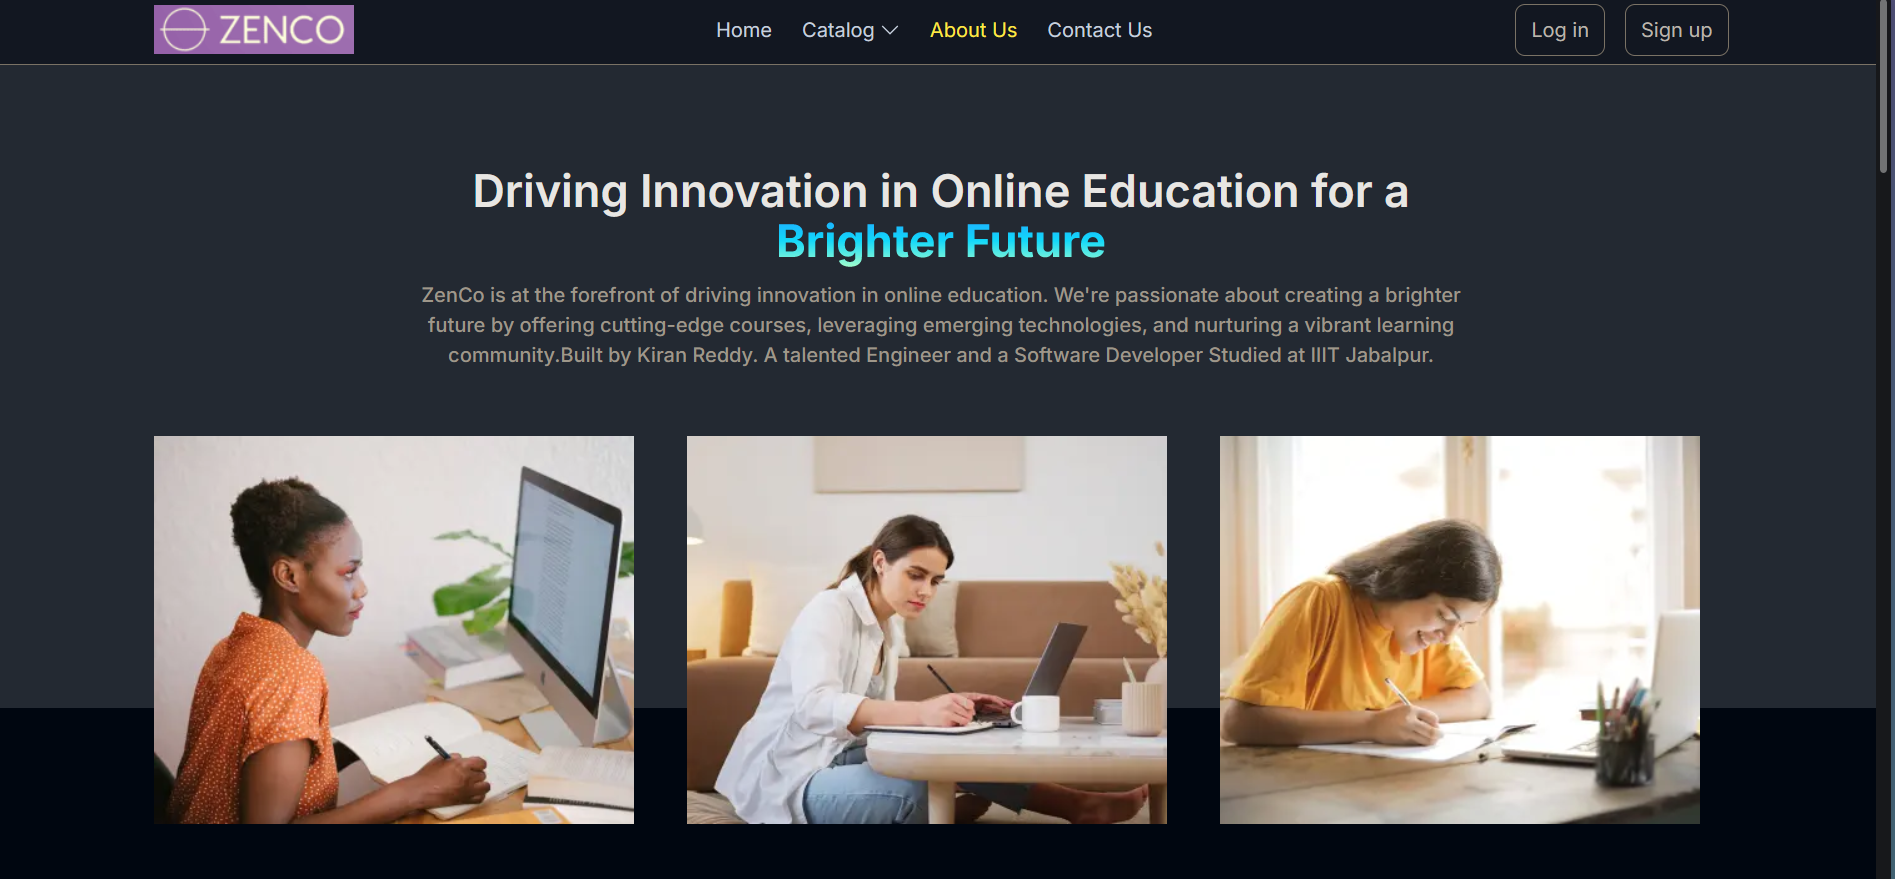 ZENCO
Home
Catalog
About Us
Contact Us
Log in
Sign up
Driving Innovation in Online Education for a
Brighter Future
ZenCo is at the forefront of driving innovation in online education. We're passionate about creating a brighter
future by offering cutting-edge courses, leveraging emerging technologies, and nurturing a vibrant learning
community.Built by Kiran Reddy. A talented Engineer and a Software Developer Studied at IIIT Jabalpur.